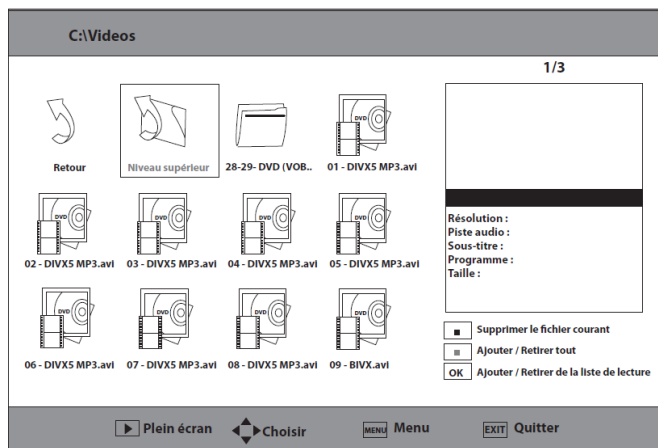 C:\Videos
1/3
Retour
Niveau supérieur
28-29- DVD (VOB..
01 - DIVX5 MP3.avi
02 - DIVX5 MP3.avi
03 - DIVX5 MP3.avi
04 - DIVX5 MP3.avi
05 - DIVX5 MP3.avi
06 - DIVX5 MP3.avi
07 - DIVX5 MP3.avi
08 - DIVX5 MP3.avi
09 - BIVX.avi
Résolution :
Piste audio :
Sous-titre :
Programme :
Taille :
Supprimer le fichier courant
Ajouter / Retirer tout
OK Ajouter / Retirer de la liste de lecture
Plein écran
Choisir
MENU Menu
EXIT Quitter